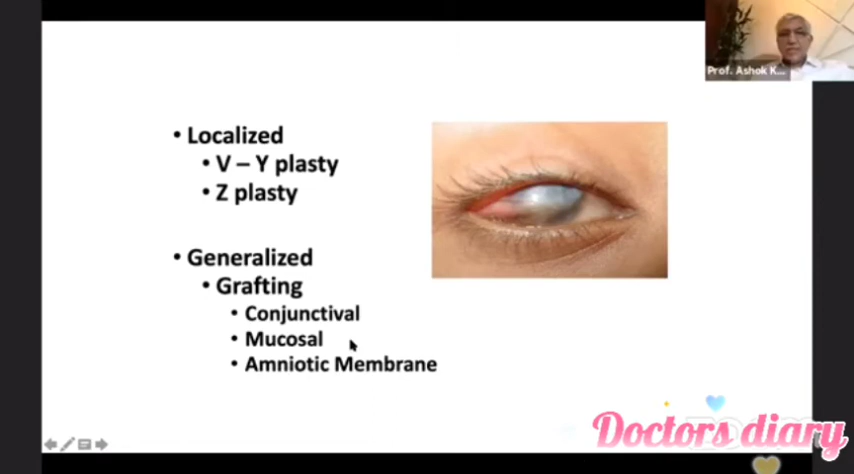 Prof. Ashok K...
• Localized
• V – Y plasty
• Z plasty
• Generalized
• Grafting
• Conjunctival
• Mucosal
• Amniotic Membrane
Doctors diary